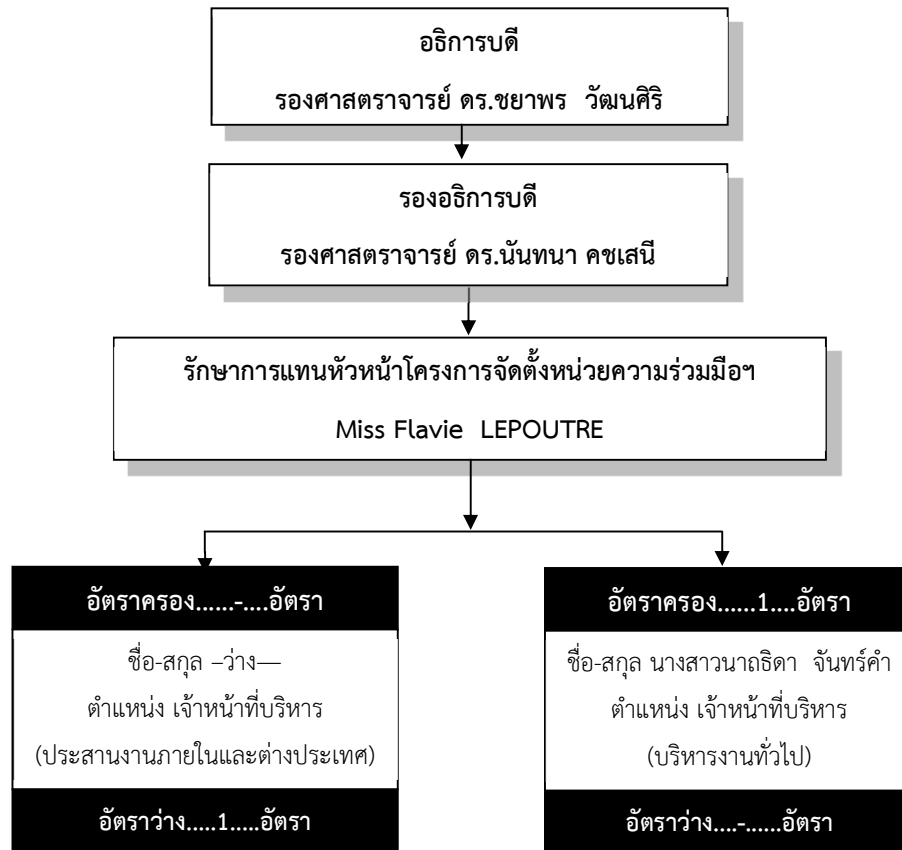 อธิการบดี
รองศาสตราจารย์ ดร.ชยาพร วัฒนศิริ
รองอธิการบดี
รองศาสตราจารย์ ดร.นันทนา คชเสนี
รักษาการแทนหัวหน้าโครงการจัดตั้งหน่วยความร่วมมือฯ
Miss Flavie LEPOUTRE
อัตราครอง......-....อัตรา
ชื่อ-สกุล –ว่าง—
ตำแหน่ง เจ้าหน้าที่บริหาร
(ประสานงานภายในและต่างประเทศ)
อัตราว่าง.....1.....อัตรา
อัตราครอง......1....อัตรา
ชื่อ-สกุล นางสาวนาถธิดา จันทร์คำ
ตำแหน่ง เจ้าหน้าที่บริหาร
(บริหารงานทั่วไป)
อัตราว่าง....-......อัตรา